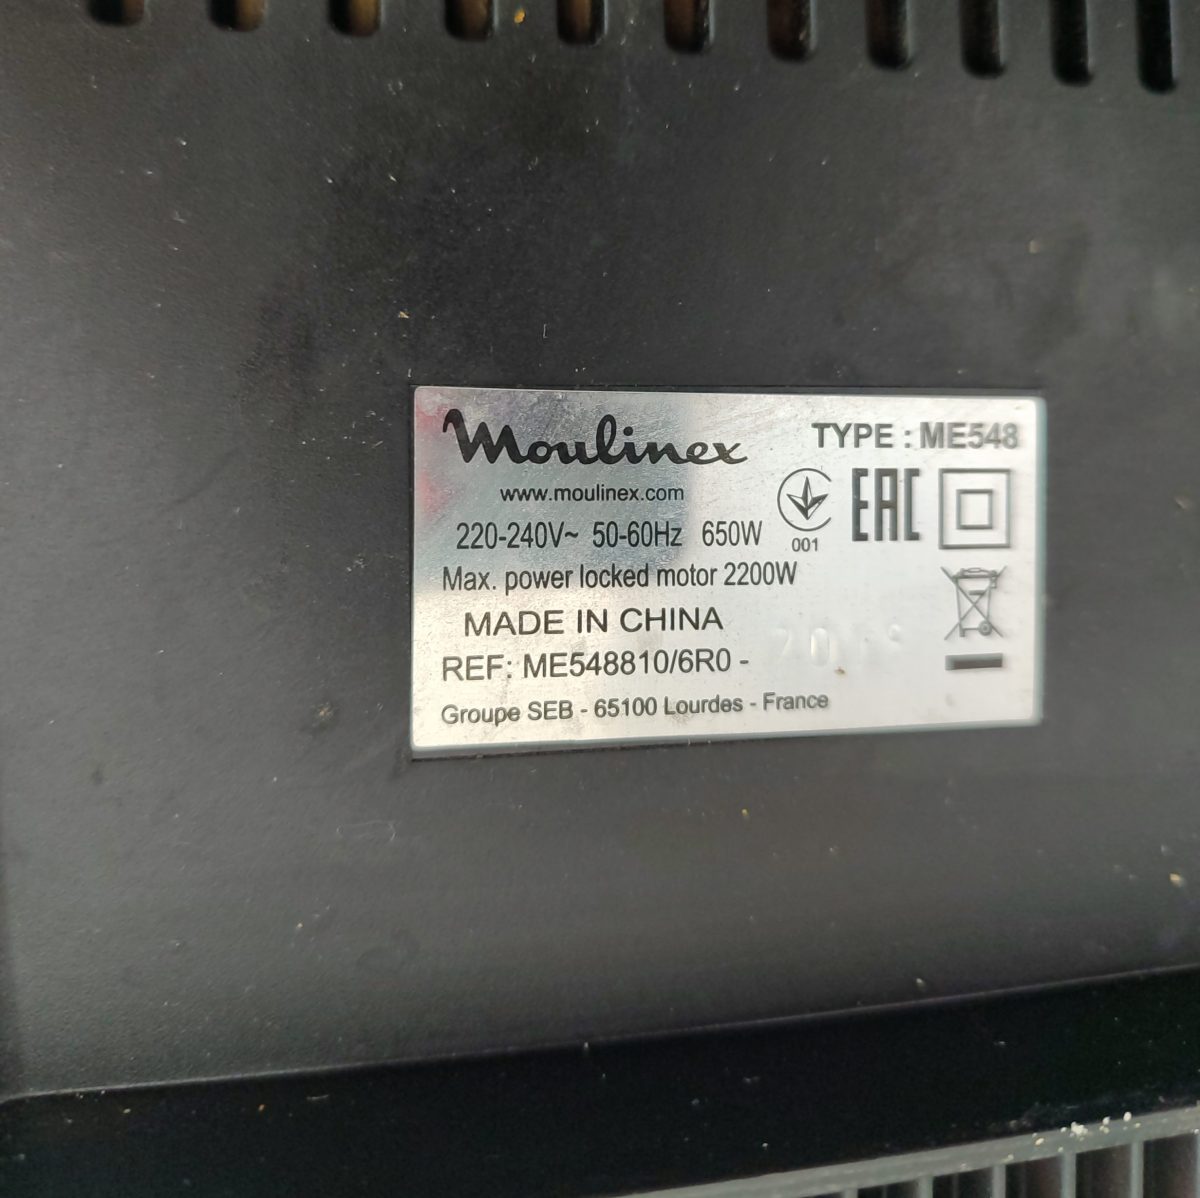 Moulinex TYPE : ME548
www.moulinex.com
220-240V~ 50-60Hz 650W
001
EAC
Max. power locked motor 2200W
MADE IN CHINA
REF: ME548810/6R0 -
Groupe SEB - 65100 Lourdes - France